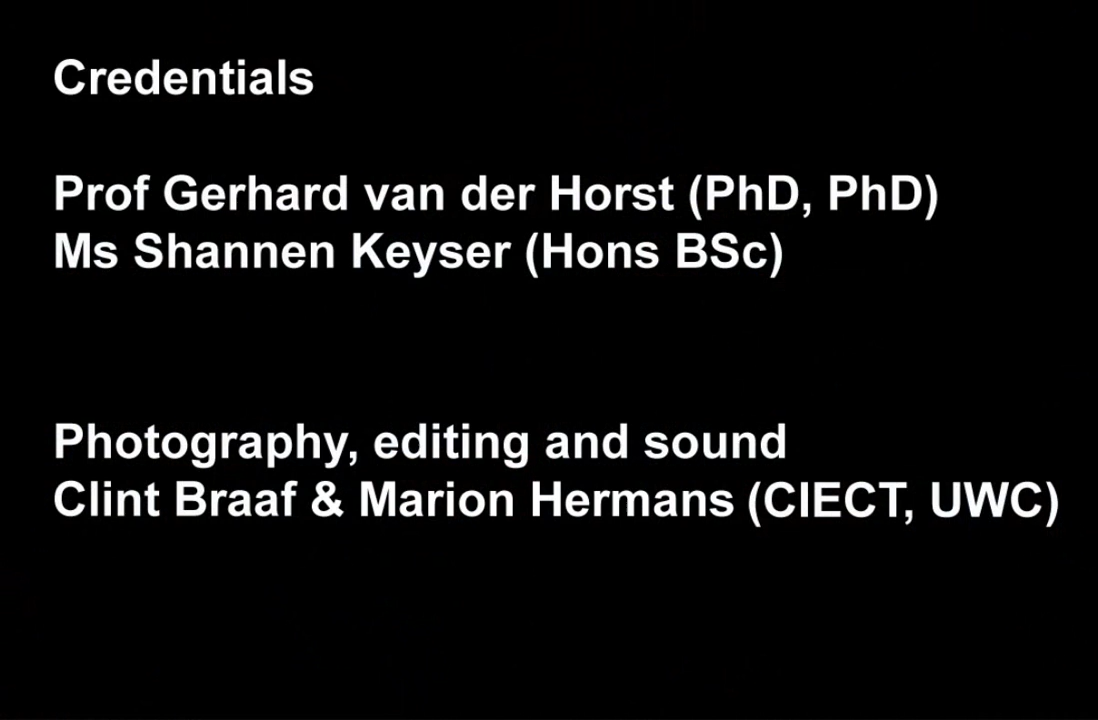 Credentials
Prof Gerhard van der Horst (PhD, PhD)
Ms Shannen Keyser (Hons BSc)
Photography, editing and sound
Clint Braaf & Marion Hermans (CIECT, UWC)